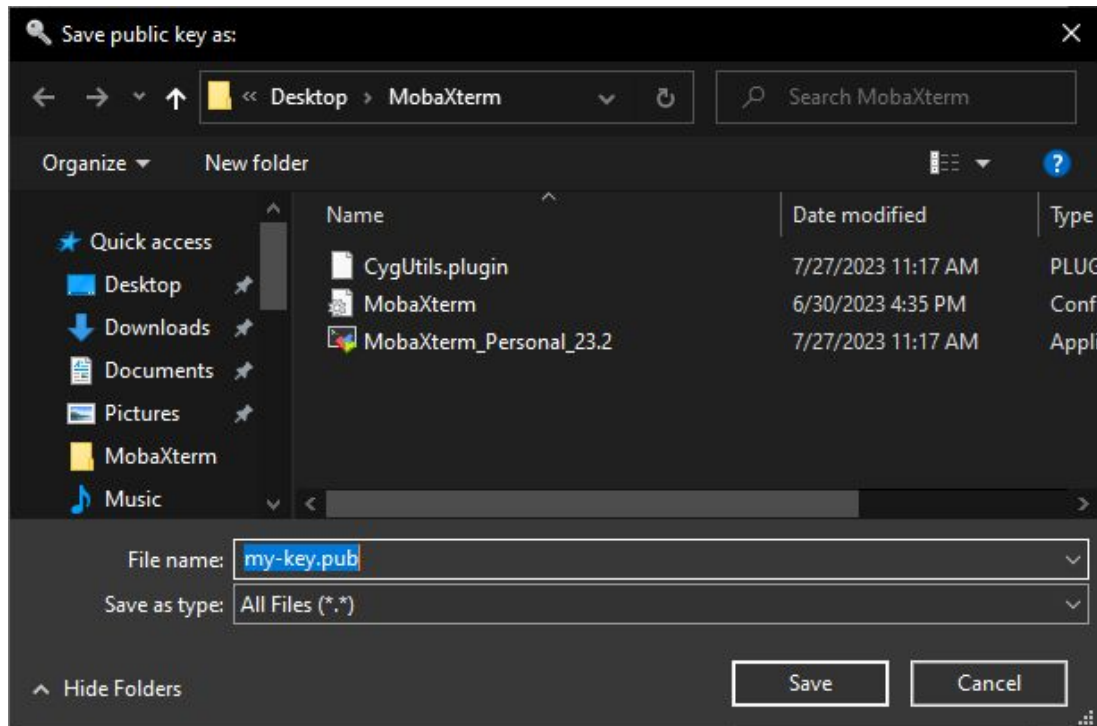 Save public key as:
« Desktop › MobaXterm
Search MobaXterm
Organize
New folder
Name
Date modified
Type
Quick access
Desktop
Downloads
Documents
Pictures
MobaXterm
Music
CygUtils.plugin
7/27/2023 11:17 AM
PLUG
MobaXterm
6/30/2023 4:35 PM
Conf
MobaXterm_Personal_23.2
7/27/2023 11:17 AM
Appli
File name:
my-key.pub
Save as type:
All Files (*.*)
Hide Folders
Save
Cancel